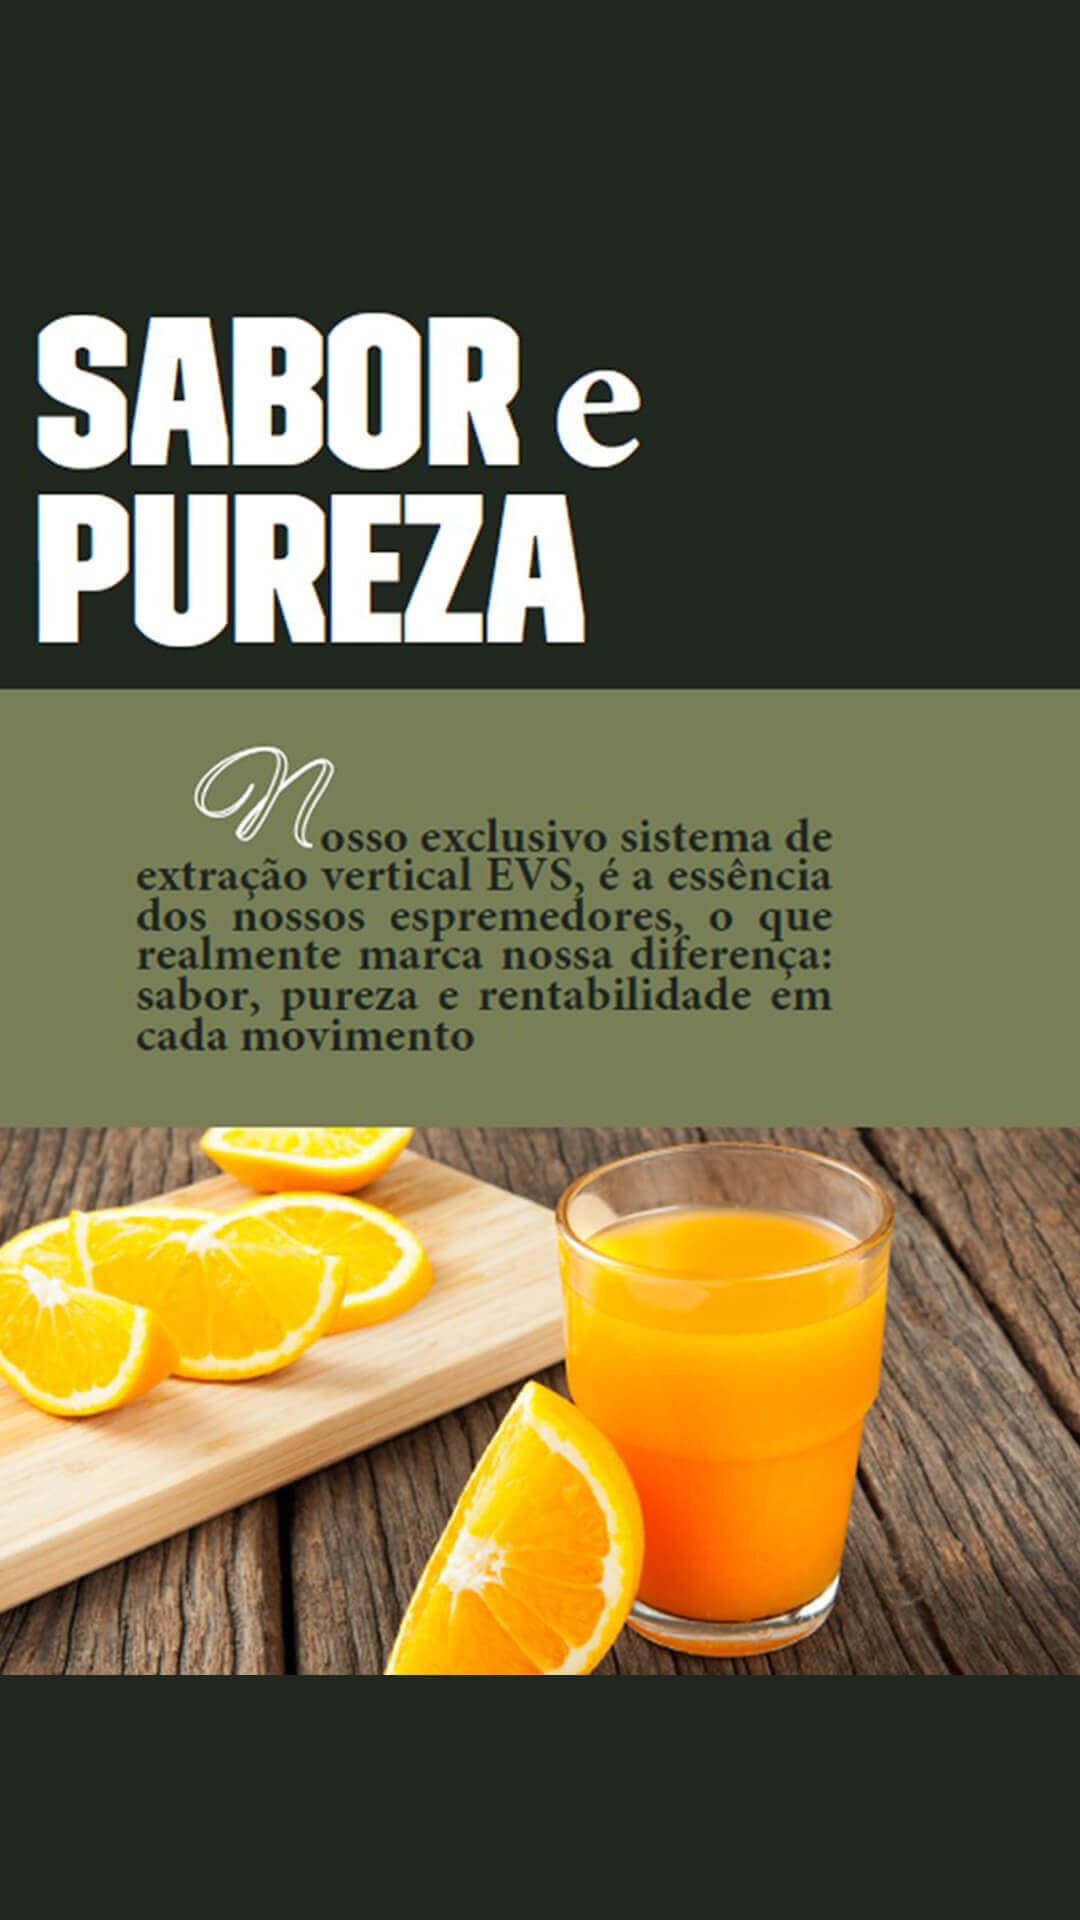 SABOR e
PUREZA
Nosso exclusivo sistema de
extração vertical EVS, é a essência
dos nossos espremedores, o que
realmente marca nossa diferença:
sabor, pureza e rentabilidade em
cada movimento